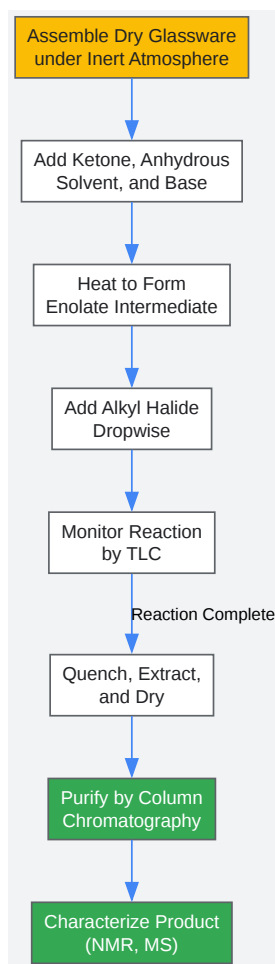 Assemble Dry Glassware
under Inert Atmosphere
Add Ketone, Anhydrous
Solvent, and Base
Heat to Form
Enolate Intermediate
Add Alkyl Halide
Dropwise
Monitor Reaction
by TLC
Reaction Complete
Quench, Extract,
and Dry
Purify by Column
Chromatography
Characterize Product
(NMR, MS)